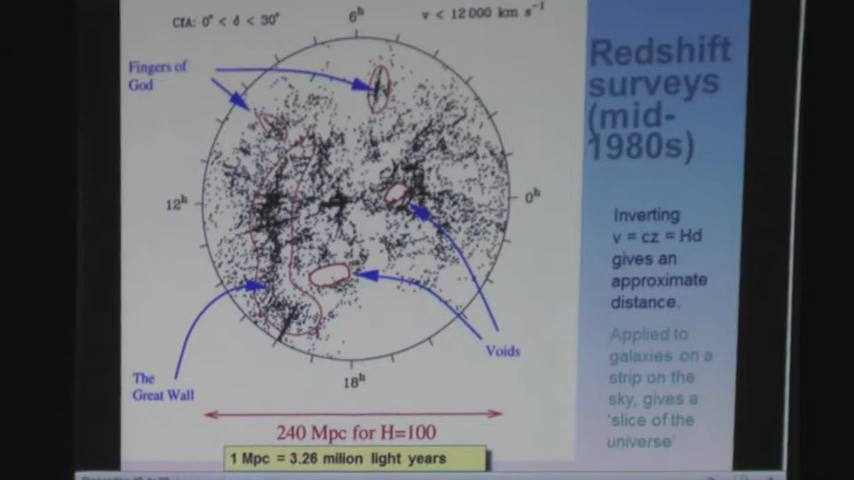 CfA: 0° < δ < 30°
6ʰ
v < 12 000 km s⁻¹
Fingers of
God
12ʰ
0ʰ
Voids
The
Great Wall
18ʰ
240 Mpc for H=100
1 Mpc = 3.26 milion light years
Redshift
surveys
(mid-
1980s)
Inverting
v = cz = Hd
gives an
approximate
distance.
Applied to
galaxies on a
strip on the
sky, gives a
‘slice of the
universe’